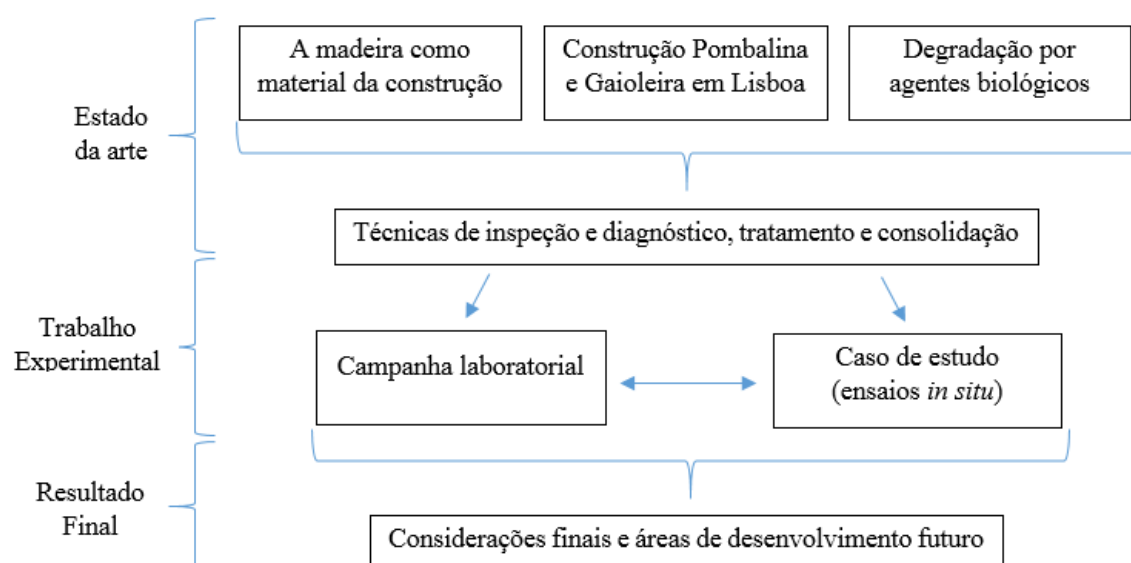 A madeira como
material da construção
Construção Pombalina
e Gaioleira em Lisboa
Degradação por
agentes biológicos
Estado
da arte
Técnicas de inspeção e diagnóstico, tratamento e consolidação
Trabalho
Experimental
Campanha laboratorial
Caso de estudo
(ensaios in situ)
Resultado
Final
Considerações finais e áreas de desenvolvimento futuro